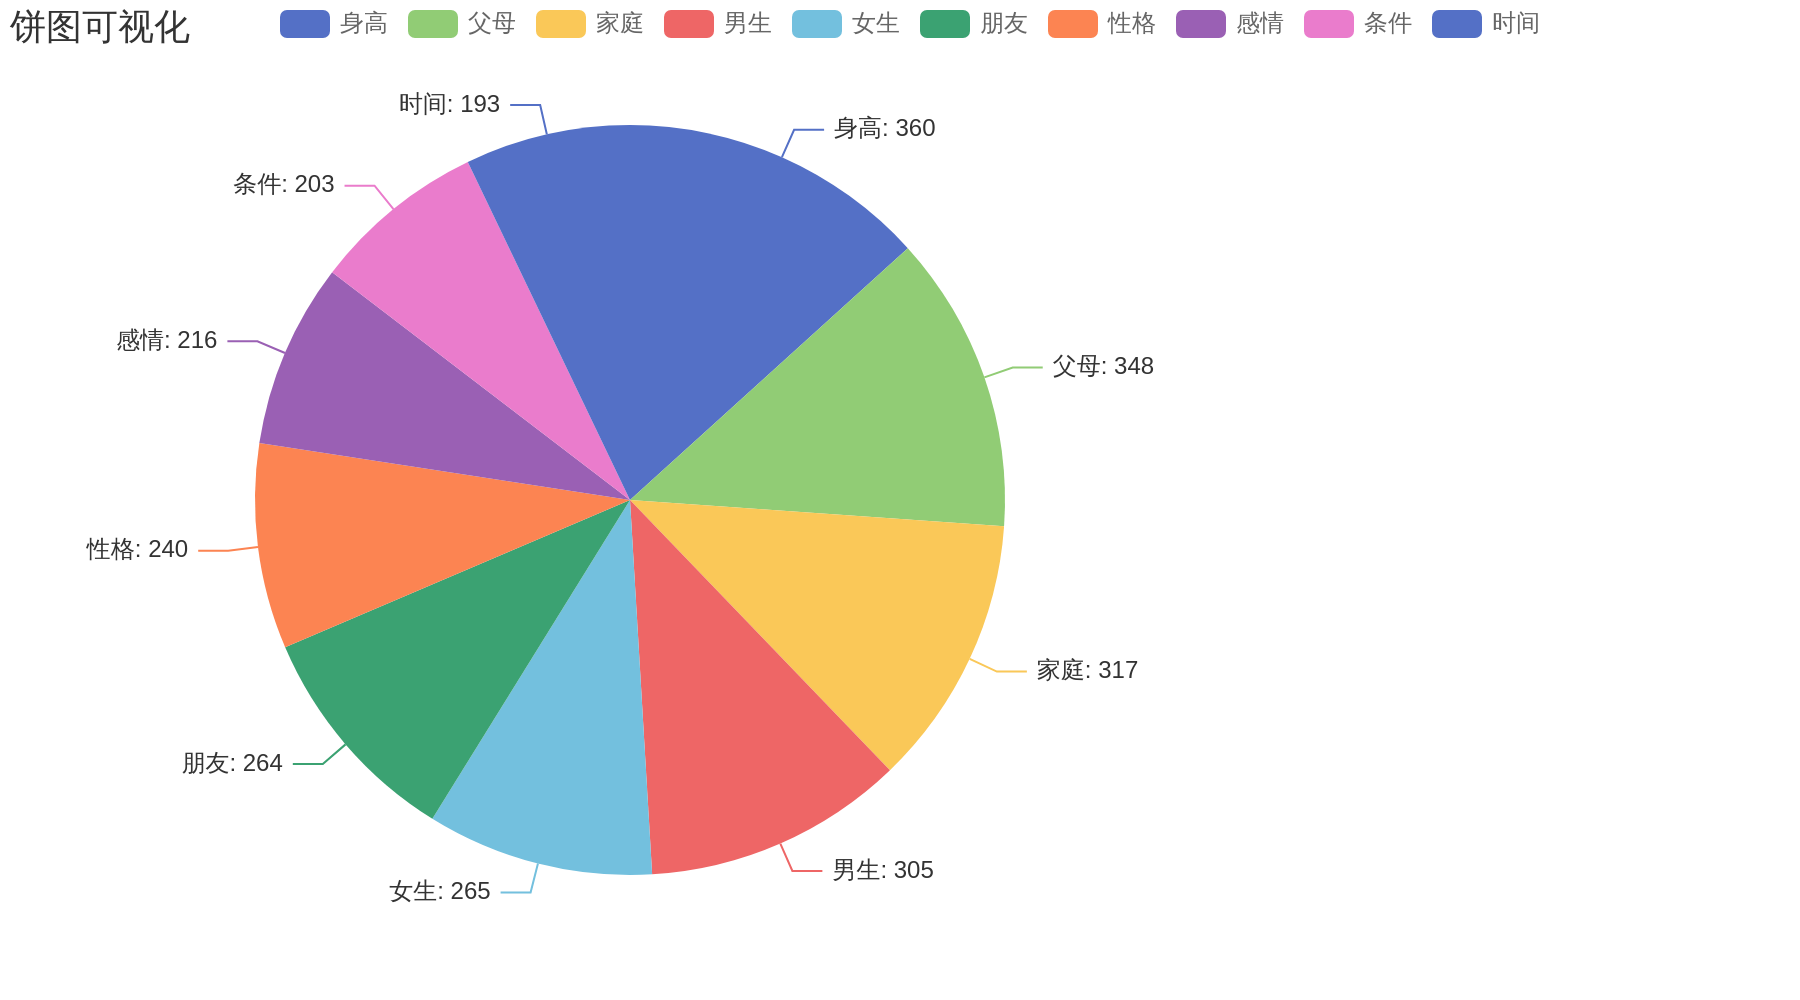 饼图可视化
身高 父母 家庭 男生 女生 朋友 性格 感情 条件 时间
时间: 193
身高: 360
条件: 203
感情: 216
父母: 348
性格: 240
家庭: 317
朋友: 264
男生: 305
女生: 265